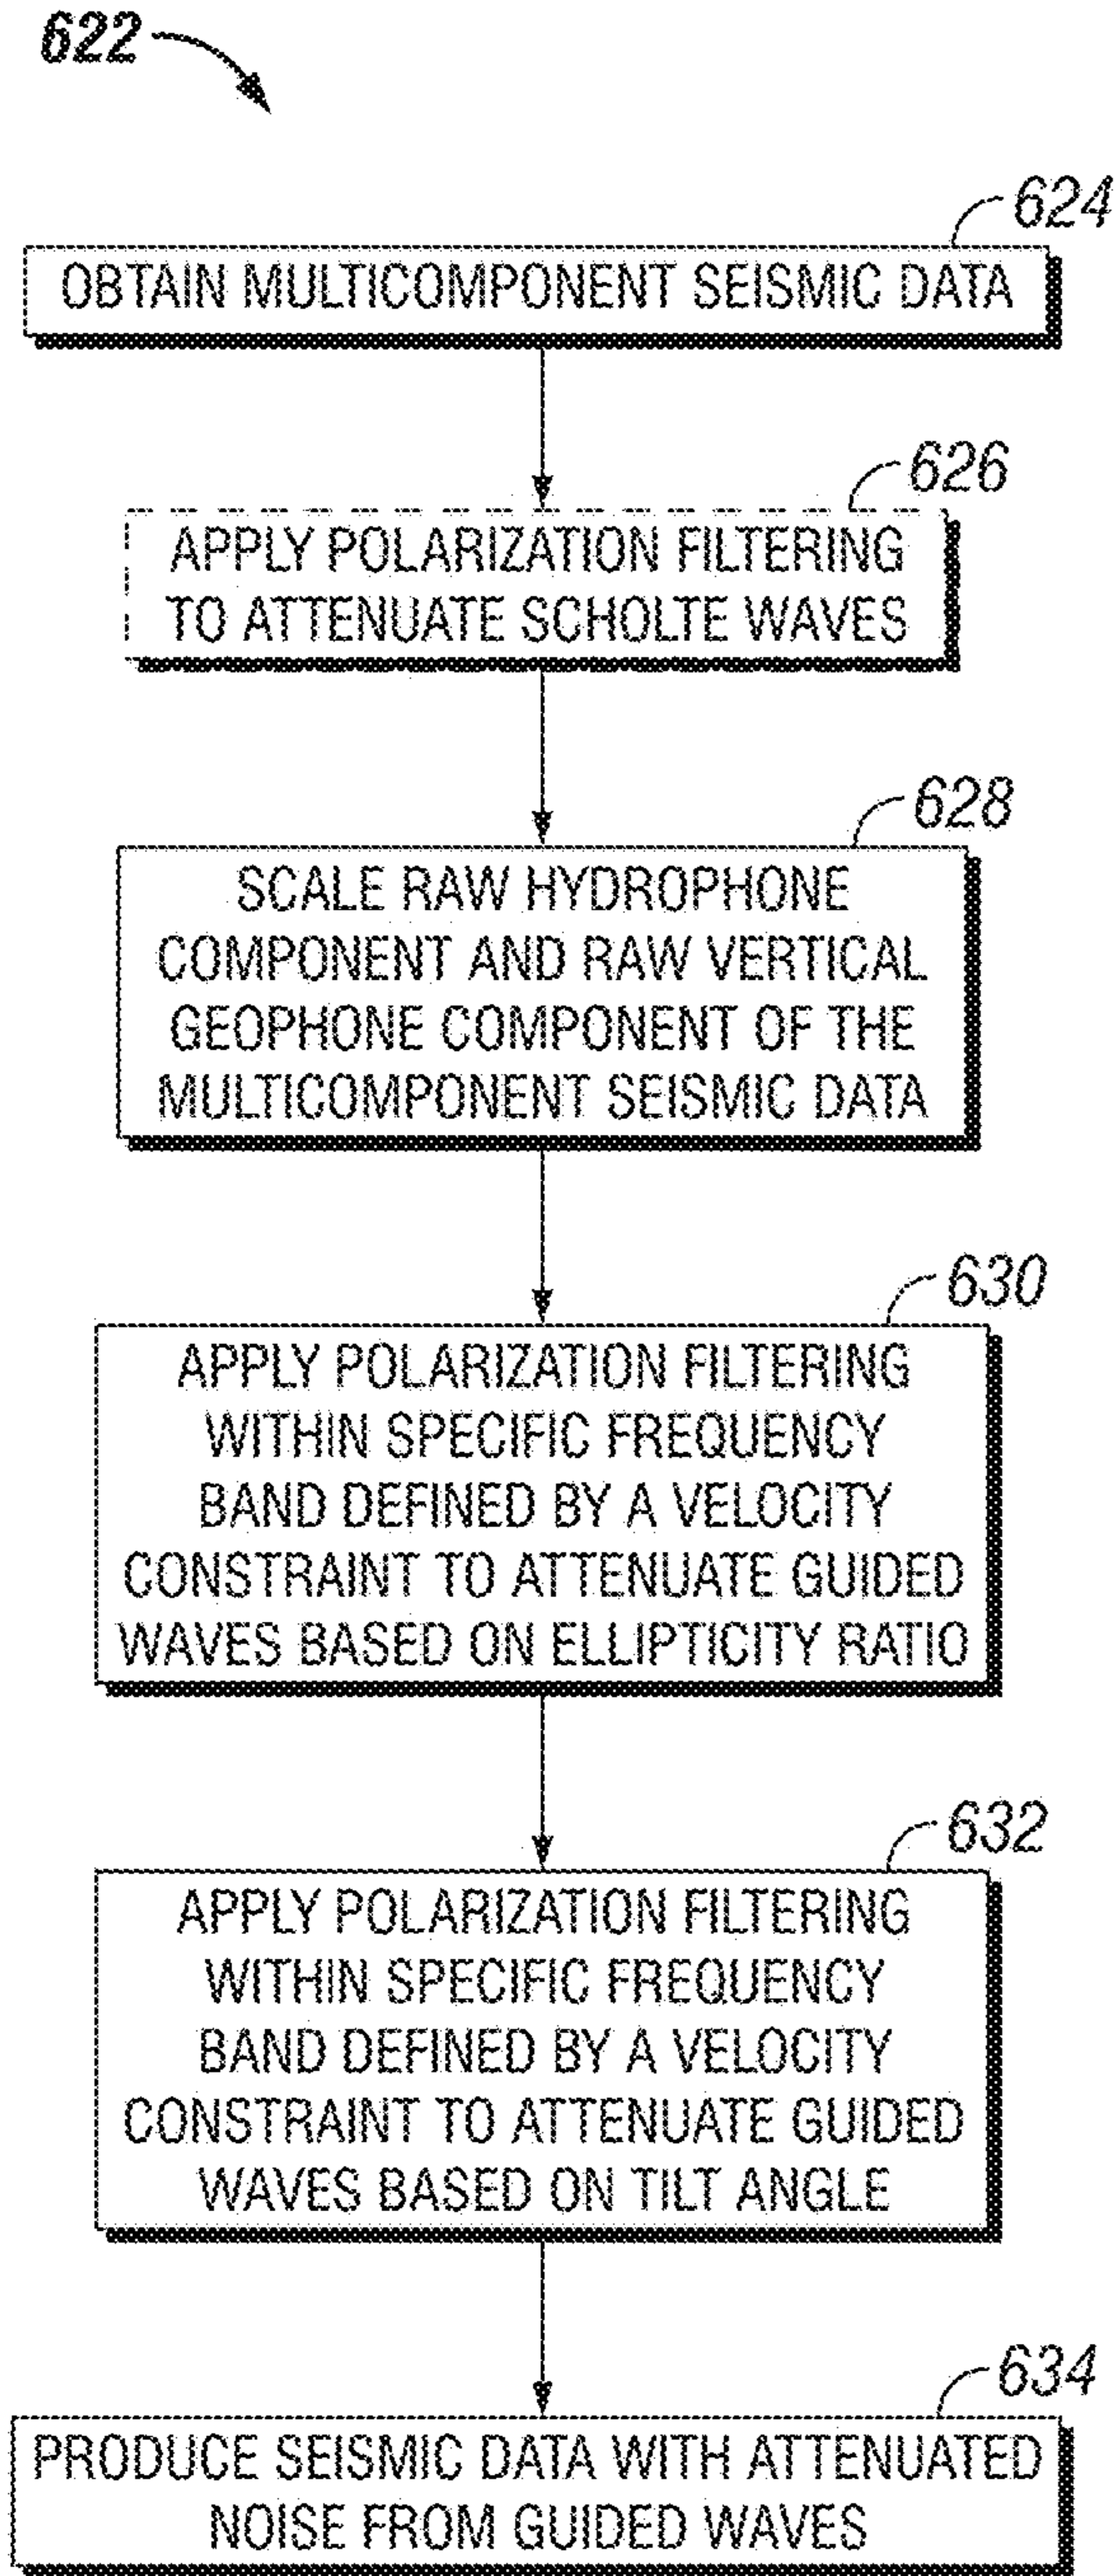 622
624
OBTAIN MULTICOMPONENT SEISMIC DATA
626
APPLY POLARIZATION FILTERING
TO ATTENUATE SCHOLTE WAVES
628
SCALE RAW HYDROPHONE
COMPONENT AND RAW VERTICAL
GEOPHONE COMPONENT OF THE
MULTICOMPONENT SEISMIC DATA
630
APPLY POLARIZATION FILTERING
WITHIN SPECIFIC FREQUENCY
BAND DEFINED BY A VELOCITY
CONSTRAINT TO ATTENUATE GUIDED
WAVES BASED ON ELLIPTICITY RATIO
632
APPLY POLARIZATION FILTERING
WITHIN SPECIFIC FREQUENCY
BAND DEFINED BY A VELOCITY
CONSTRAINT TO ATTENUATE GUIDED
WAVES BASED ON TILT ANGLE
634
PRODUCE SEISMIC DATA WITH ATTENUATED
NOISE FROM GUIDED WAVES